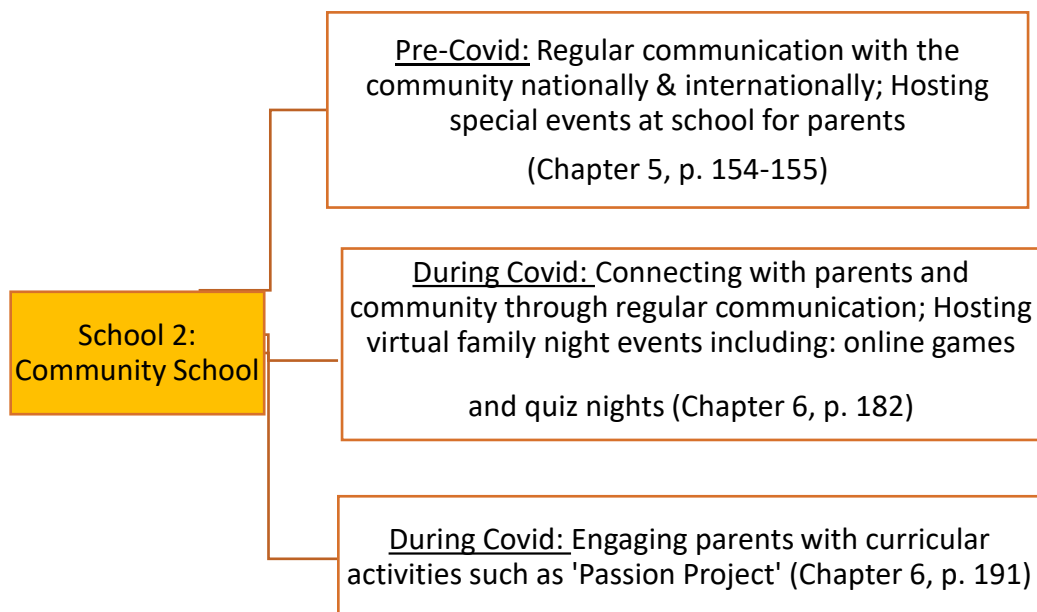 Pre-Covid: Regular communication with the
community nationally & internationally; Hosting
special events at school for parents
(Chapter 5, p. 154-155)
School 2:
Community School
During Covid: Connecting with parents and
community through regular communication; Hosting
virtual family night events including: online games
and quiz nights (Chapter 6, p. 182)
During Covid: Engaging parents with curricular
activities such as 'Passion Project' (Chapter 6, p. 191)